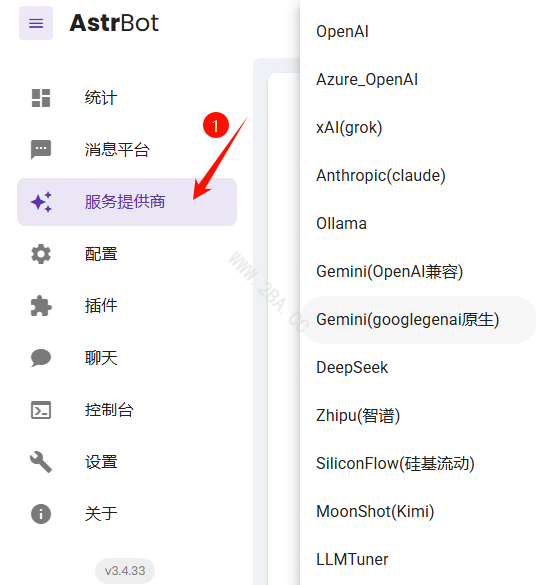 AstrBot
统计
消息平台
1
服务提供商
配置
插件
聊天
控制台
设置
关于
v3.4.33
OpenAI
Azure_OpenAI
xAI(grok)
Anthropic(claude)
Ollama
Gemini(OpenAI兼容)
Gemini(googlegenai原生)
DeepSeek
Zhipu(智谱)
SiliconFlow(硅基流动)
MoonShot(Kimi)
LLMTuner
WWW.2BA.CC